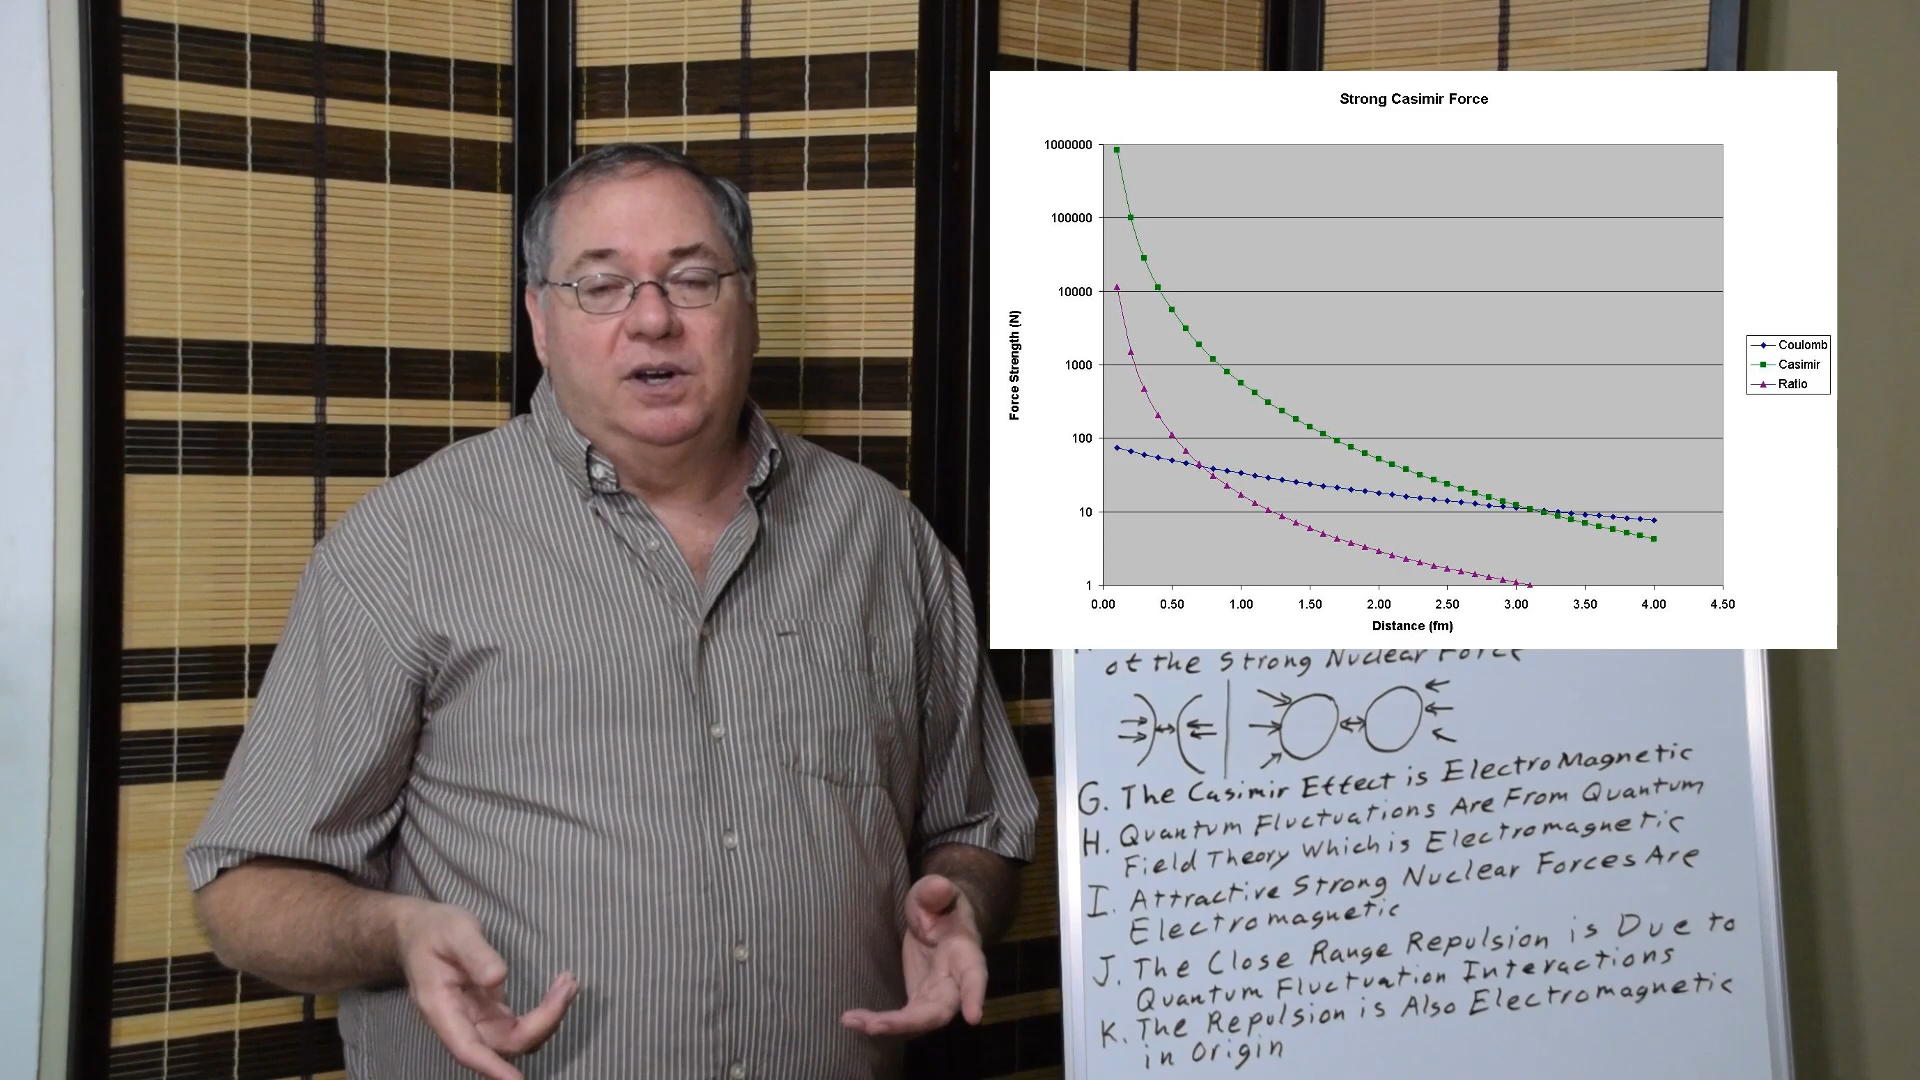 Strong Casimir Force
1000000
100000
10000
1000
100
10
1
Force Strength (N)
0.00 0.50 1.00 1.50 2.00 2.50 3.00 3.50 4.00 4.50
Distance (fm)
Coulomb
Casimir
Ratio
of the Strong Nuclear Force
G. The Casimir Effect is ElectroMagnetic
H. Quantum Fluctuations Are From Quantum
Field Theory Which is Electromagnetic
I. Attractive Strong Nuclear Forces Are
Electromagnetic
J. The Close Range Repulsion is Due to
Quantum Fluctuation Interactions
K. The Repulsion is Also Electromagnetic
in Origin